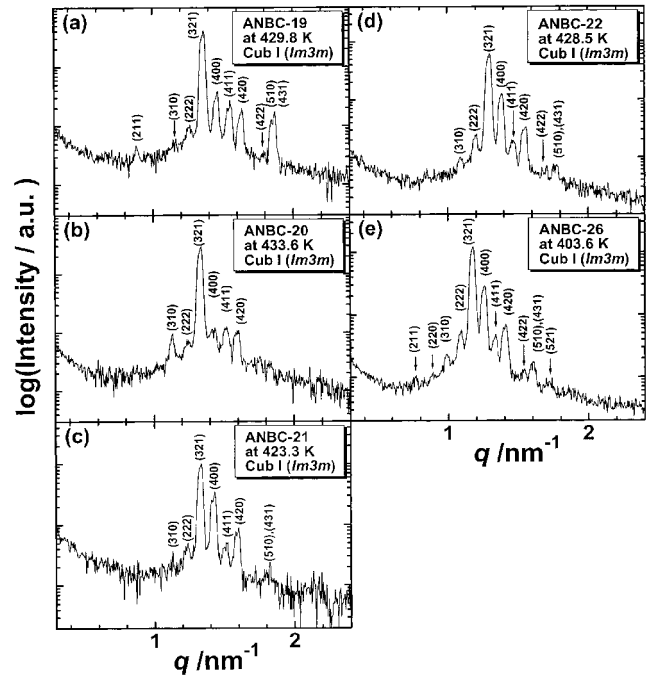 (a)
ANBC-19
at 429.8 K
Cub I (Im3m)
(321)
(400)
(411)
(420)
(510)
(431)
(422)
(222)
(310)
(211)
(d)
ANBC-22
at 428.5 K
Cub I (Im3m)
(321)
(400)
(411)
(420)
(422)
(510),(431)
(222)
(310)
(b)
ANBC-20
at 433.6 K
Cub I (Im3m)
(321)
(400)
(411)
(420)
(310)
(222)
(e)
ANBC-26
at 403.6 K
Cub I (Im3m)
(321)
(400)
(411)
(420)
(422)
(510),(431)
(521)
(222)
(310)
(220)
(211)
(c)
ANBC-21
at 423.3 K
Cub I (Im3m)
(321)
(400)
(411)
(420)
(510),(431)
(310)
(222)
log(Intensity / a.u.)
1 2
q /nm-1
1 2
q /nm-1